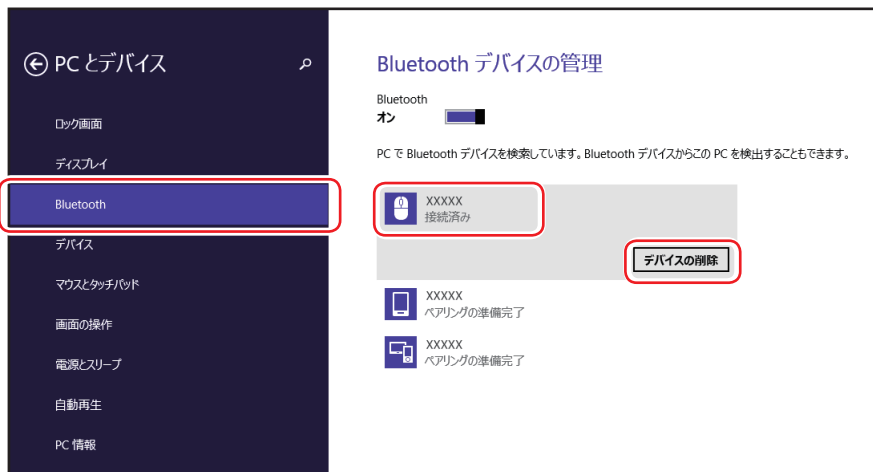 PC とデバイス
ロック画面
ディスプレイ
Bluetooth
デバイス
マウスとタッチパッド
画面の操作
電源とスリープ
自動再生
PC 情報
Bluetooth デバイスの管理
Bluetooth
オン
PC で Bluetooth デバイスを検索しています。Bluetooth デバイスからこの PC を検出することもできます。
XXXXX
接続済み
デバイスの削除
XXXXX
ペアリングの準備完了
XXXXX
ペアリングの準備完了